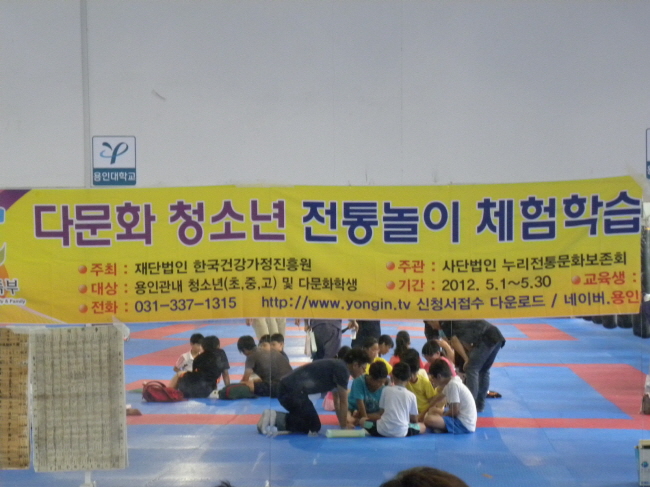 용인대학교
다문화 청소년 전통놀이 체험학습
주최 : 재단법인 한국건강가정진흥원 주관 : 사단법인 누리전통문화보존회
대상 : 용인관내 청소년(초,중,고) 및 다문화학생 기간 : 2012. 5.1~5.30 교육생 :
전화 : 031-337-1315 http://www.yongin.tv 신청서접수 다운로드 / 네이버.용인